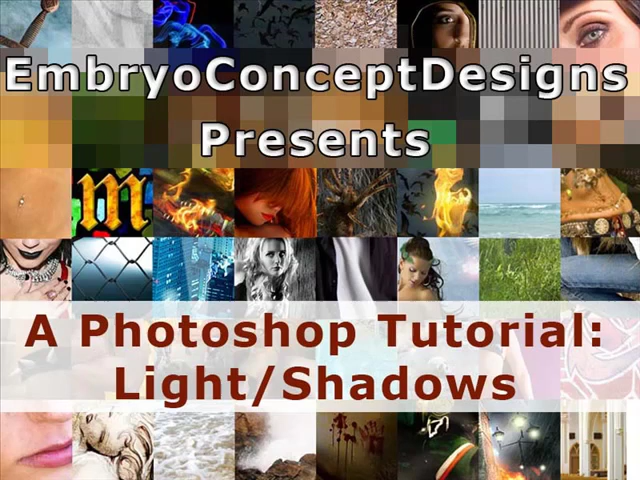 EmbryoConceptDesigns
Presents
m
A Photoshop Tutorial:
Light/Shadows